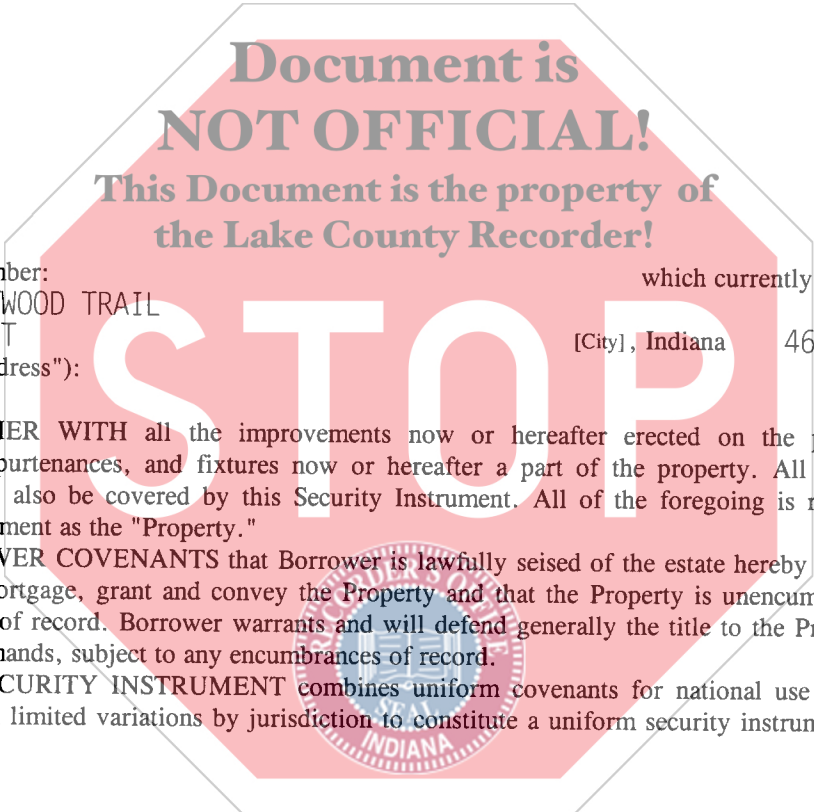 Document is
NOT OFFICIAL!
This Document is the property of
the Lake County Recorder!
nber: which currently
WOOD TRAIL
T [City], Indiana 46
dress"):
STOP
IER WITH all the improvements now or hereafter erected on the p
purtenances, and fixtures now or hereafter a part of the property. All
also be covered by this Security Instrument. All of the foregoing is r
ment as the "Property."
VER COVENANTS that Borrower is lawfully seised of the estate hereby
ortgage, grant and convey the Property and that the Property is unencum
of record. Borrower warrants and will defend generally the title to the Pr
nands, subject to any encumbrances of record.
CURITY INSTRUMENT combines uniform covenants for national use
limited variations by jurisdiction to constitute a uniform security instrun
RECORDER'S OFFICE
SEAL
INDIANA